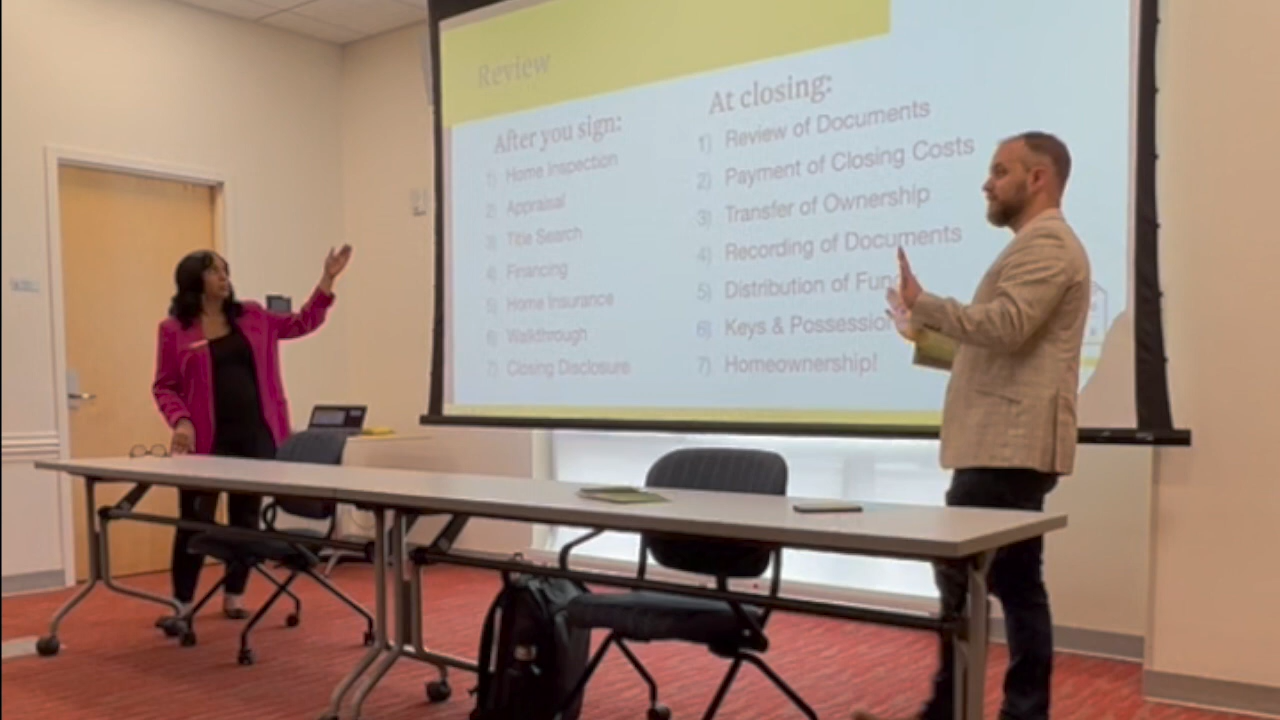 Review
After you sign:
1) Home Inspection
2) Appraisal
3) Title Search
4) Financing
5) Home Insurance
6) Walkthrough
7) Closing Disclosure
At closing:
1) Review of Documents
2) Payment of Closing Costs
3) Transfer of Ownership
4) Recording of Documents
5) Distribution of Fun
6) Keys & Possession
7) Homeownership!